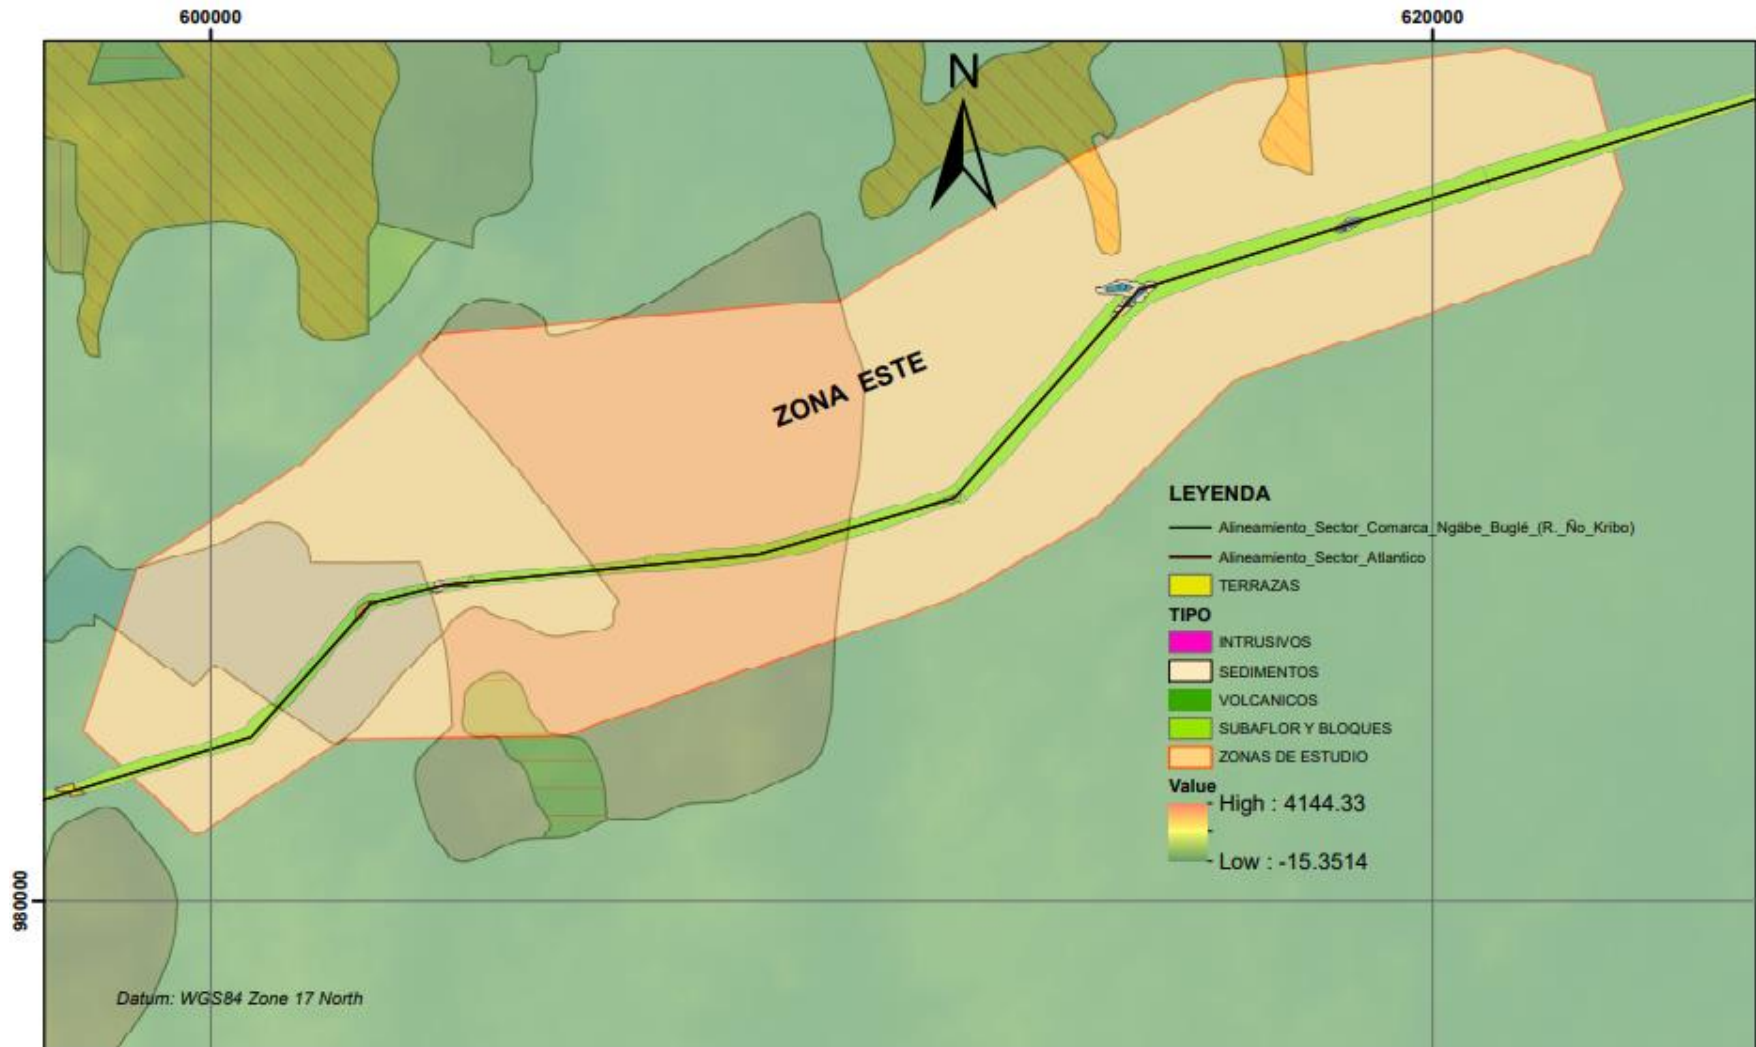 600000
620000
N
ZONA ESTE
LEYENDA
Alineamiento_Sector_Comarca_Ngäbe_Buglé_(R._Ño_Kribo)
Alineamiento_Sector_Atlantico
TERRAZAS
TIPO
INTRUSIVOS
SEDIMENTOS
VOLCANICOS
SUBAFLOR Y BLOQUES
ZONAS DE ESTUDIO
Value
High : 4144.33
Low : -15.3514
980000
Datum: WGS84 Zone 17 North